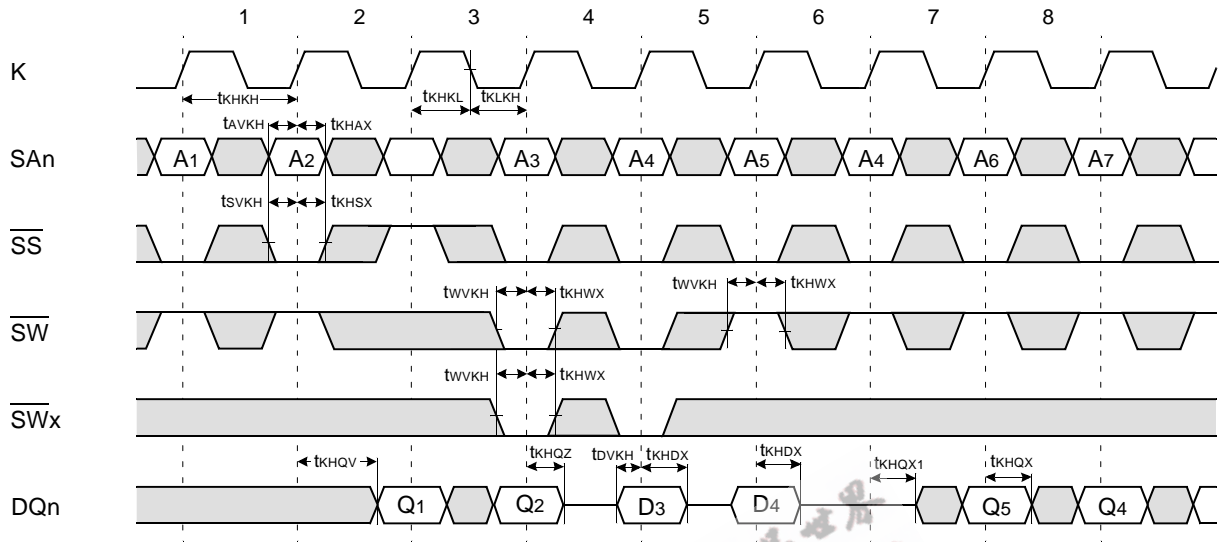 1 2 3 4 5 6 7 8
K
tKHKH tKHKL tKLKH
tAVKH tKHAX
SAn A1 A2 A3 A4 A5 A4 A6 A7
tSVKH tKHSX
SS
tWVKH tKHWX tWVKH tKHWX
SW
tWVKH tKHWX
SWx
tKHQV tKHQZ tDVKH tKHDX tKHDX tKHQX1 tKHQX
DQn Q1 Q2 D3 D4 Q5 Q4